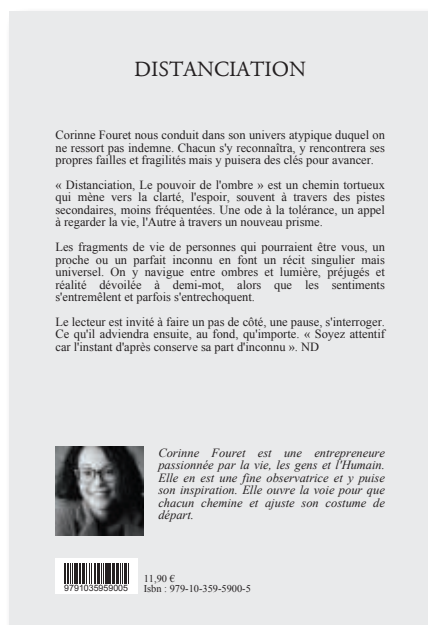 DISTANCIATION
Corinne Fouret nous conduit dans son univers atypique duquel on
ne ressort pas indemne. Chacun s'y reconnaîtra, y rencontrera ses
propres failles et fragilités mais y puisera des clés pour avancer.
« Distanciation, Le pouvoir de l'ombre » est un chemin tortueux
qui mène vers la clarté, l'espoir, souvent à travers des pistes
secondaires, moins fréquentées. Une ode à la tolérance, un appel
à regarder la vie, l'Autre à travers un nouveau prisme.
Les fragments de vie de personnes qui pourraient être vous, un
proche ou un parfait inconnu en font un récit singulier mais
universel. On y navigue entre ombres et lumière, préjugés et
réalité dévoilée à demi-mot, alors que les sentiments
s'entremêlent et parfois s'entrechoquent.
Le lecteur est invité à faire un pas de côté, une pause, s'interroger.
Ce qu'il adviendra ensuite, au fond, qu'importe. « Soyez attentif
car l'instant d'après conserve sa part d'inconnu ». ND
Corinne Fouret est une entrepreneure
passionnée par la vie, les gens et l'Humain.
Elle en est une fine observatrice et y puise
son inspiration. Elle ouvre la voie pour que
chacun chemine et ajuste son costume de
départ.
9791035959005
11,90 €
Isbn : 979-10-359-5900-5